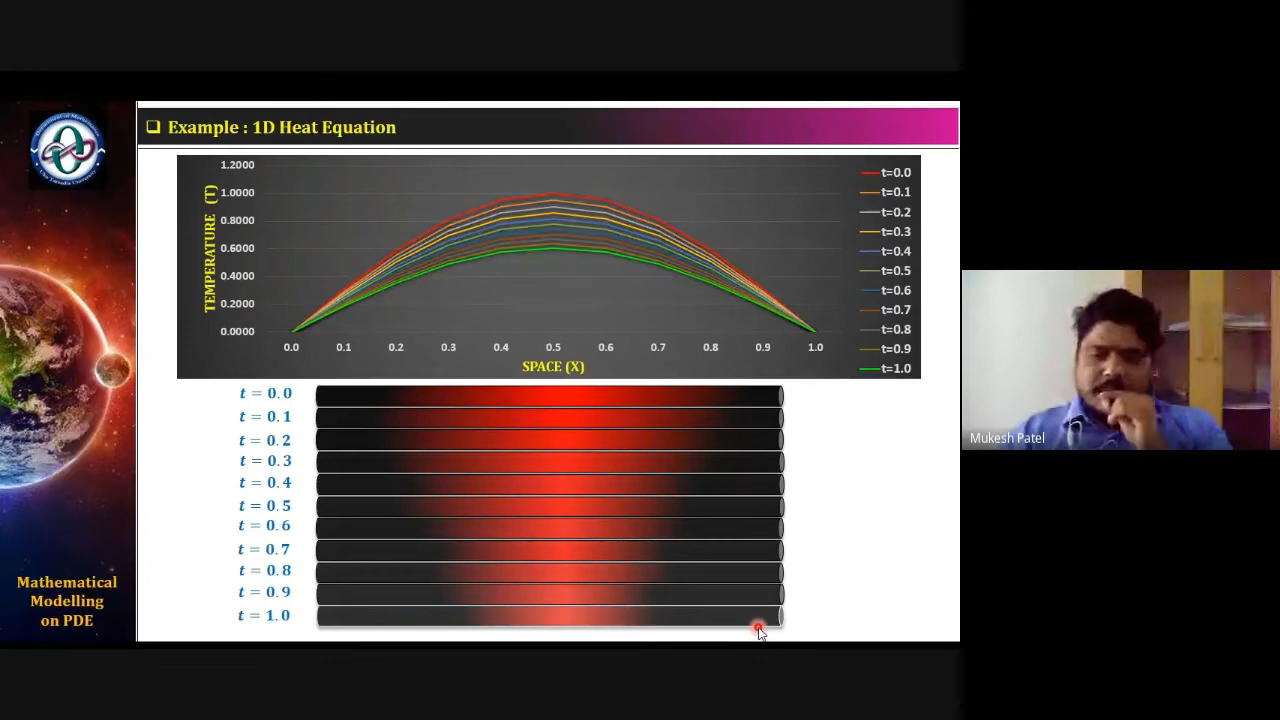 ❑ Example : 1D Heat Equation
TEMPERATURE (T)
1.2000
1.0000
0.8000
0.6000
0.4000
0.2000
0.0000
0.0 0.1 0.2 0.3 0.4 0.5 0.6 0.7 0.8 0.9 1.0
SPACE (X)
t=0.0
t=0.1
t=0.2
t=0.3
t=0.4
t=0.5
t=0.6
t=0.7
t=0.8
t=0.9
t=1.0
t = 0.0
t = 0.1
t = 0.2
t = 0.3
t = 0.4
t = 0.5
t = 0.6
t = 0.7
t = 0.8
t = 0.9
t = 1.0
Mathematical
Modelling
on PDE
Mukesh Patel